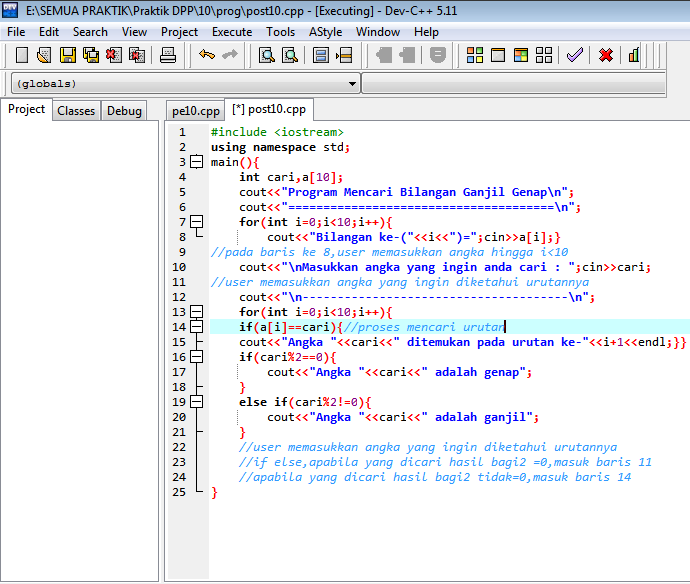 E:\SEMUA PRAKTIK\Praktik DPP\10\prog\post10.cpp - [Executing] - Dev-C++ 5.11
File Edit Search View Project Execute Tools AStyle Window Help
(globals)
Project Classes Debug
pe10.cpp [*] post10.cpp
1 #include <iostream>
2 using namespace std;
3 main(){
4 int cari,a[10];
5 cout<<"Program Mencari Bilangan Ganjil Genap\n";
6 cout<<"======================================\n";
7 for(int i=0;i<10;i++){
8 cout<<"Bilangan ke-("<<i<<")=";cin>>a[i];}
9 //pada baris ke 8,user memasukkan angka hingga i<10
10 cout<<"\nMasukkan angka yang ingin anda cari : ";cin>>cari;
11 //user memasukkan angka yang ingin diketahui urutannya
12 cout<<"\n--------------------------------------\n";
13 for(int i=0;i<10;i++){
14 if(a[i]==cari){//proses mencari urutan
15 cout<<"Angka "<<cari<<" ditemukan pada urutan ke-"<<i+1<<endl;}}
16 if(cari%2==0){
17 cout<<"Angka "<<cari<<" adalah genap";
18 }
19 else if(cari%2!=0){
20 cout<<"Angka "<<cari<<" adalah ganjil";
21 }
22 //user memasukkan angka yang ingin diketahui urutannya
23 //if else,apabila yang dicari hasil bagi2 =0,masuk baris 11
24 //apabila yang dicari hasil bagi2 tidak=0,masuk baris 14
25 }